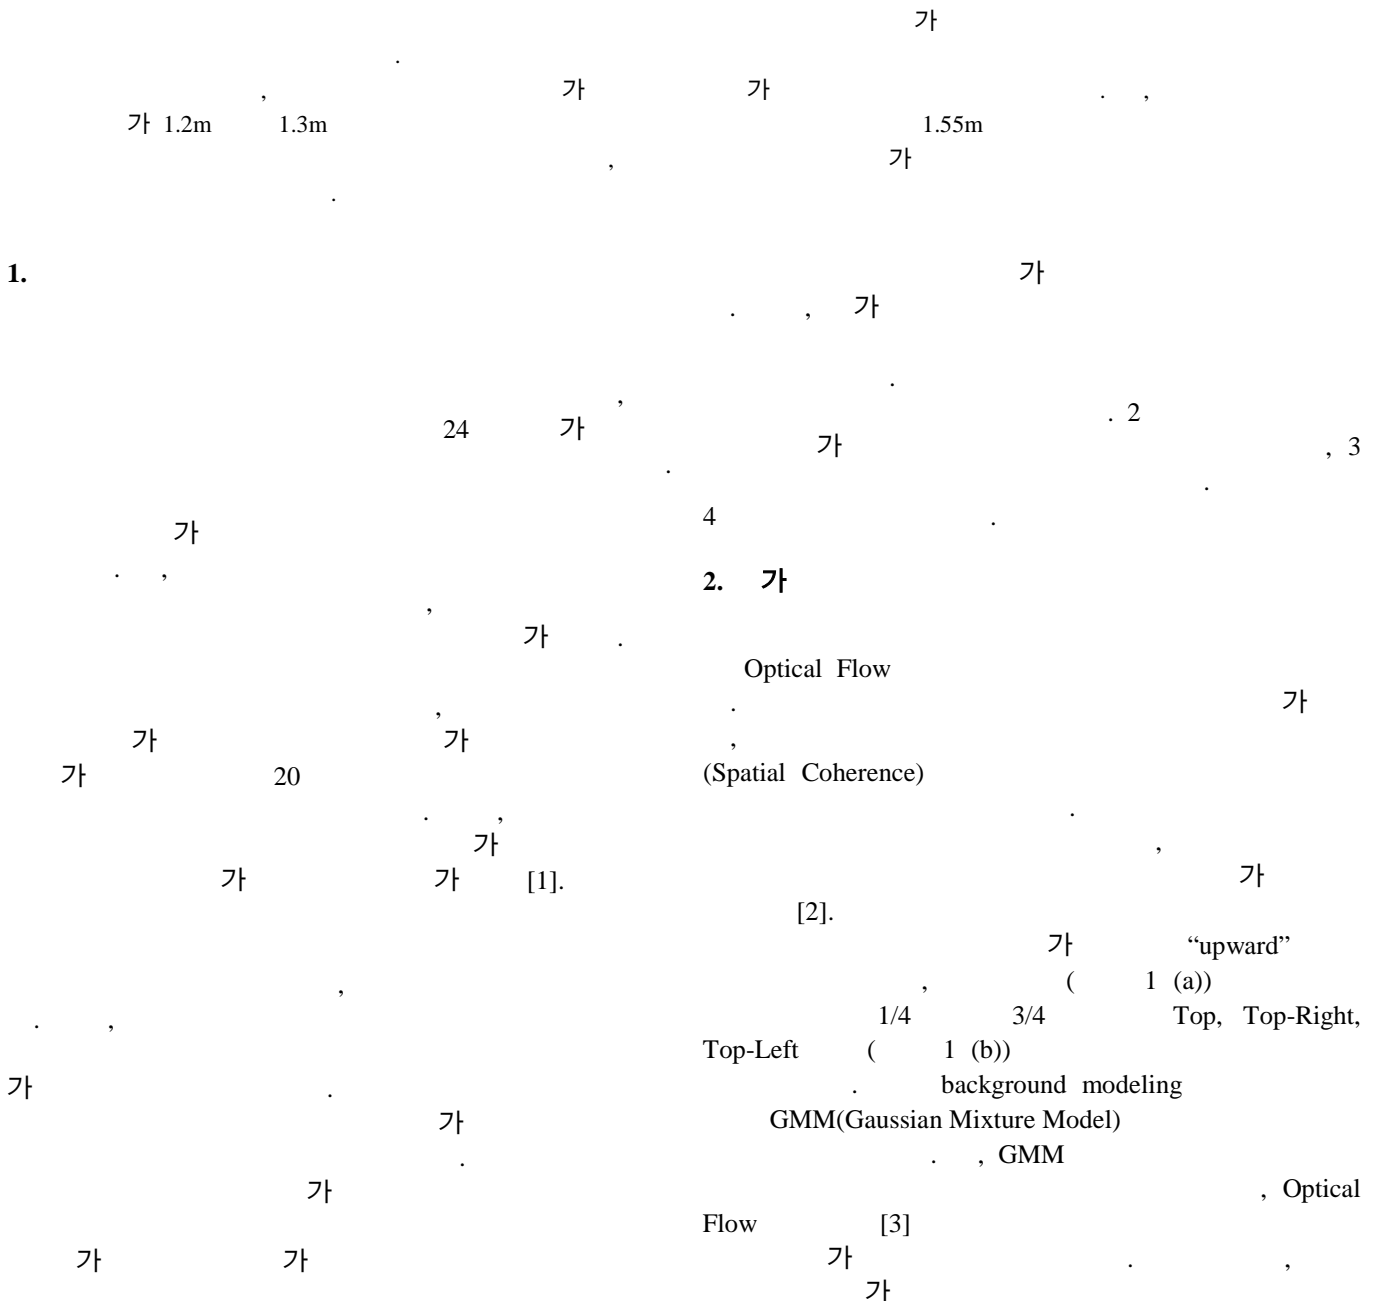 가
.
, 가 가 . ,
가 1.2m 1.3m 1.55m
, 가
.
1.
,
24 가
.
가
. ,
,
가 .
,
가 가
가 20
. ,
가
가 가 [1].
,
. ,
가 .
가
.
가
가 가
가
. , 가
.
. 2
가 , 3
.
4 .
2. 가
Optical Flow
. 가
,
(Spatial Coherence)
.
,
가
[2].
가 “upward”
, ( 1 (a))
1/4 3/4 Top, Top-Right,
Top-Left ( 1 (b))
. background modeling
GMM(Gaussian Mixture Model)
. , GMM
, Optical
Flow [3]
가 . ,
가